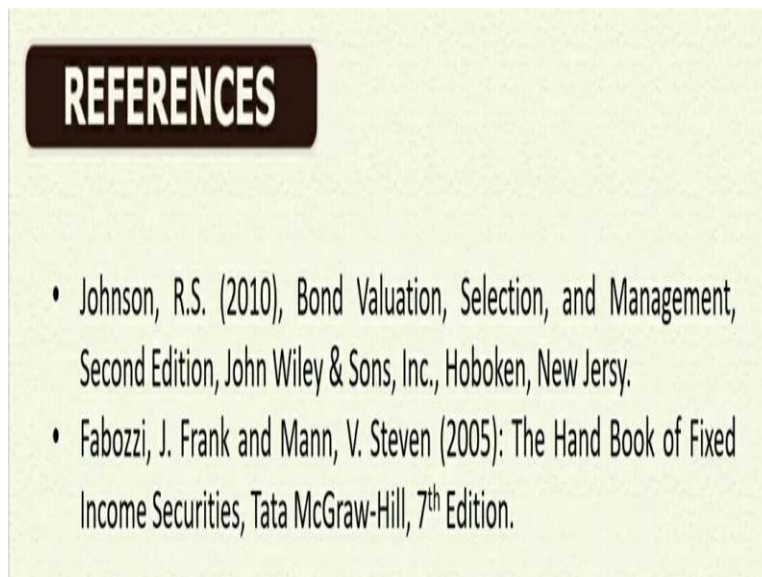 REFERENCES
• Johnson, R.S. (2010), Bond Valuation, Selection, and Management,
Second Edition, John Wiley & Sons, Inc., Hoboken, New Jersy.
• Fabozzi, J. Frank and Mann, V. Steven (2005): The Hand Book of Fixed
Income Securities, Tata McGraw-Hill, 7th Edition.